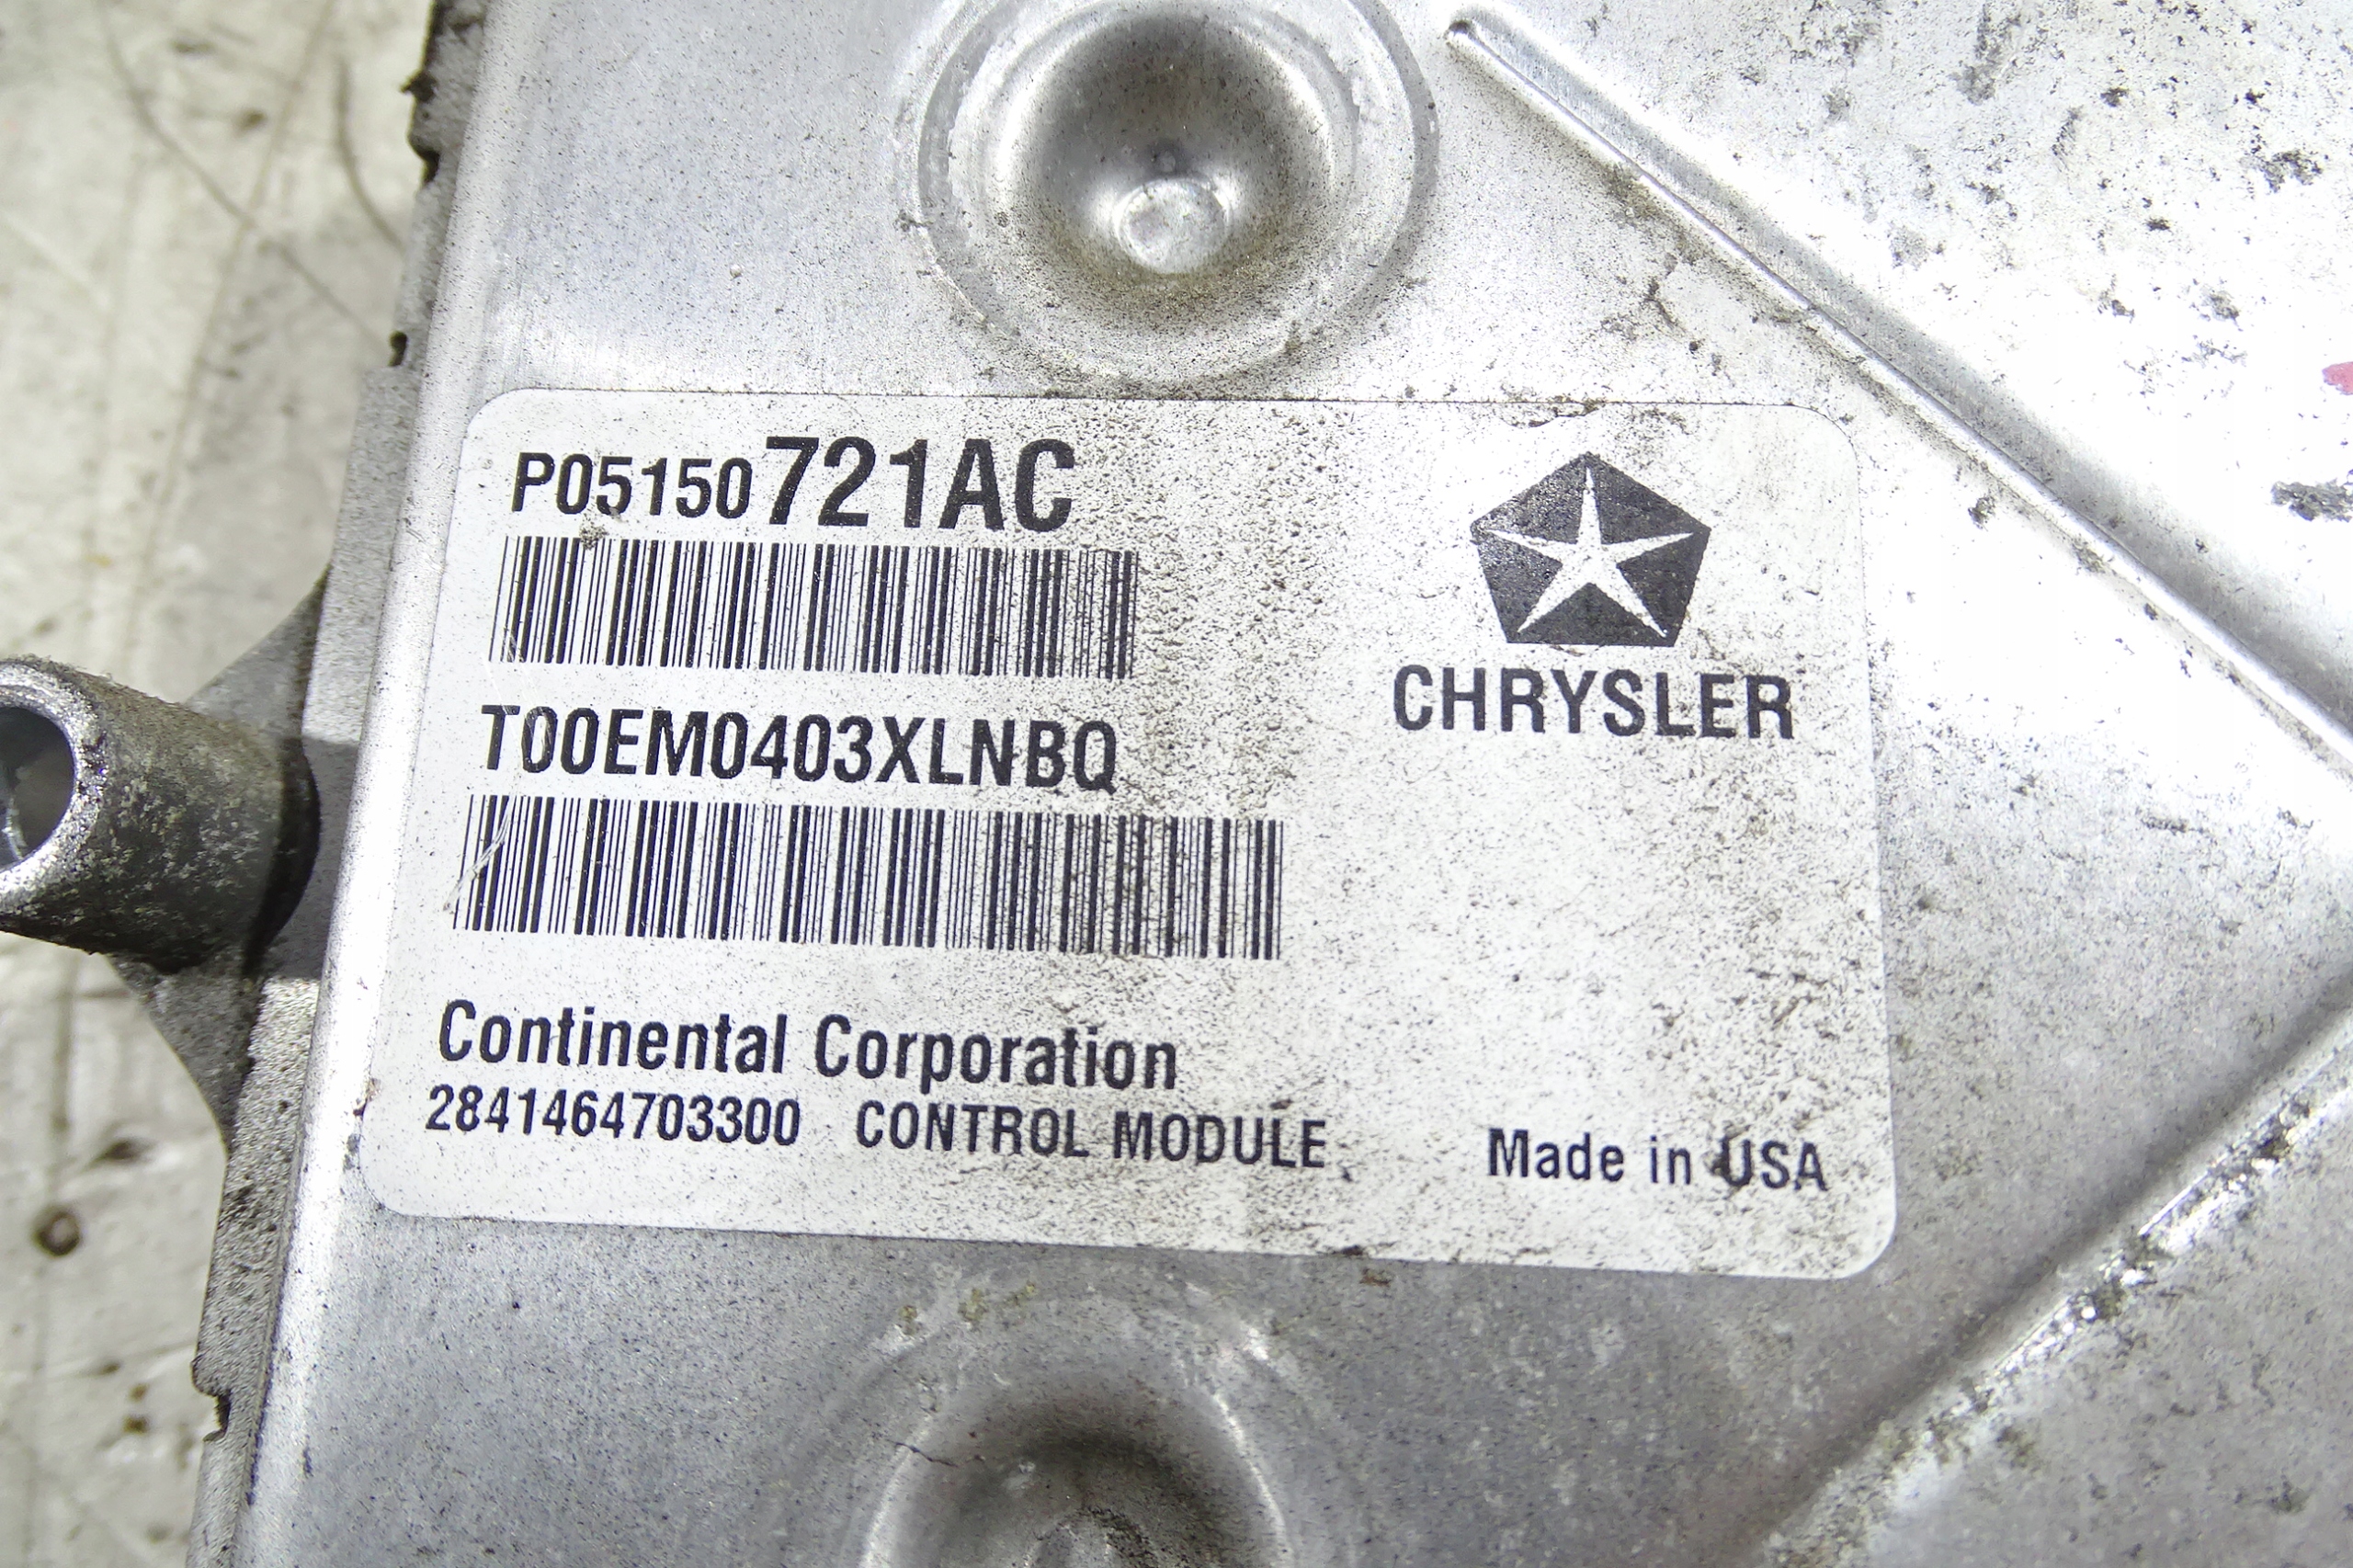 P05150721AC
CHRYSLER
T00EM0403XLNBQ
Continental Corporation
2841464703300 CONTROL MODULE
Made in USA